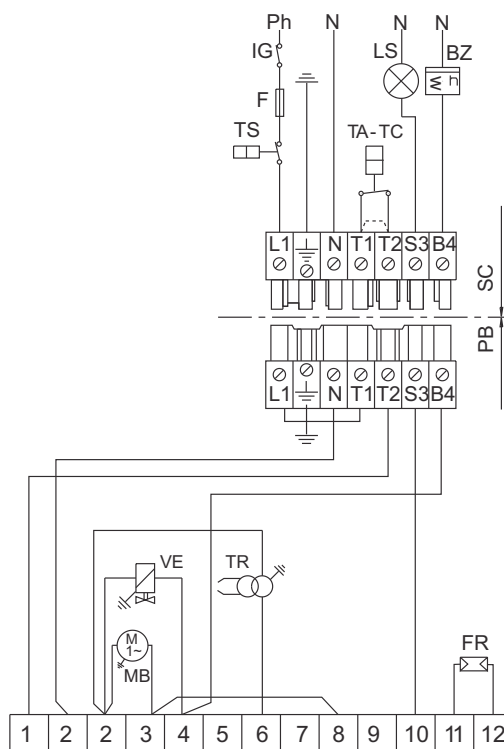 Ph N N N
IG LS BZ
F
TS TA-TC
L1 N T1 T2 S3 B4
SC
PB
L1 N T1 T2 S3 B4
VE TR
M
1~
MB
FR
1 2 2 3 4 5 6 7 8 9 10 11 12